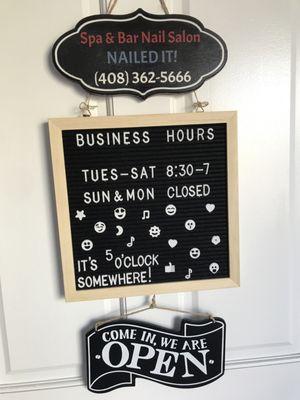 Spa & Bar Nail Salon
NAILED IT!
(408) 362-5666
BUSINESS HOURS
TUES-SAT 8:30-7
SUN & MON CLOSED
IT'S 5 O'CLOCK
SOMEWHERE!
COME IN, WE ARE
OPEN